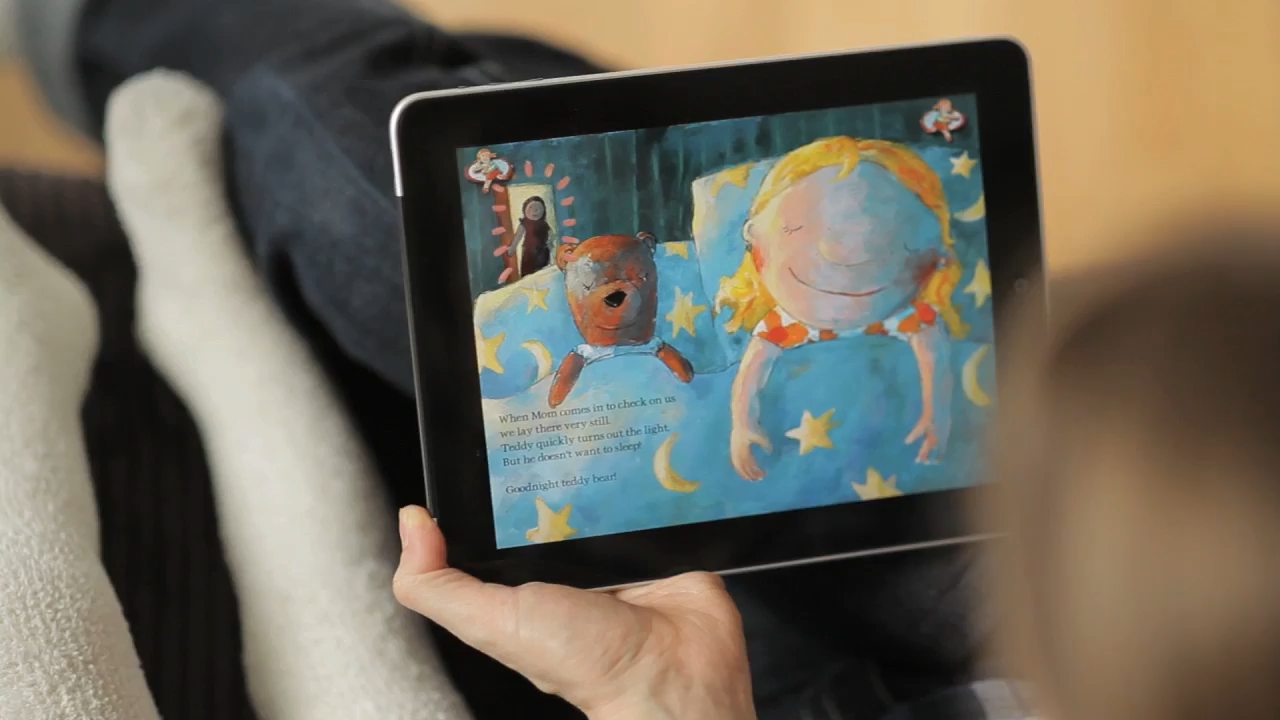 When Mom comes in to check on us
we lay there very still.
Teddy quickly turns out the light.
But he doesn't want to sleep!
Goodnight teddy bear!